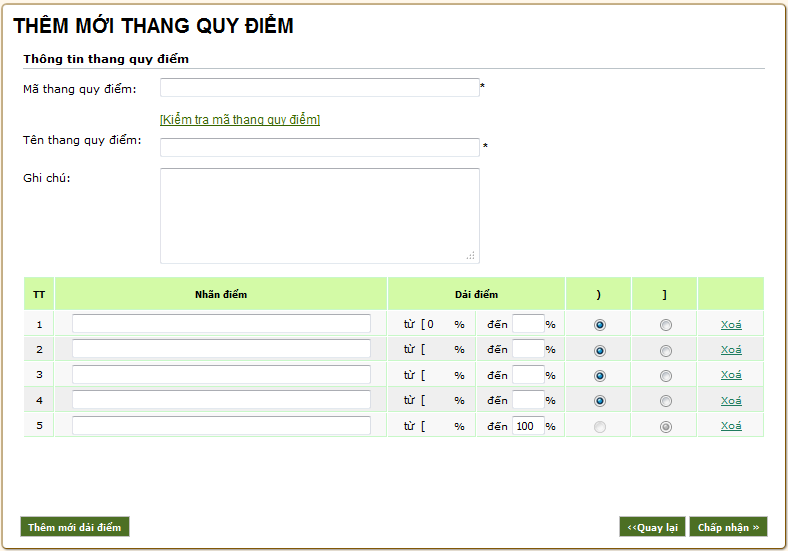 THÊM MỚI THANG QUY ĐIỂM
Thông tin thang quy điểm
Mã thang quy điểm: *
[Kiểm tra mã thang quy điểm]
Tên thang quy điểm: *
Ghi chú:
TT Nhãn điểm Dải điểm ) ]
1 từ [ 0 % đến % Xoá
2 từ [ % đến % Xoá
3 từ [ % đến % Xoá
4 từ [ % đến % Xoá
5 từ [ % đến 100 % Xoá
Thêm mới dải điểm ‹‹Quay lại Chấp nhận »